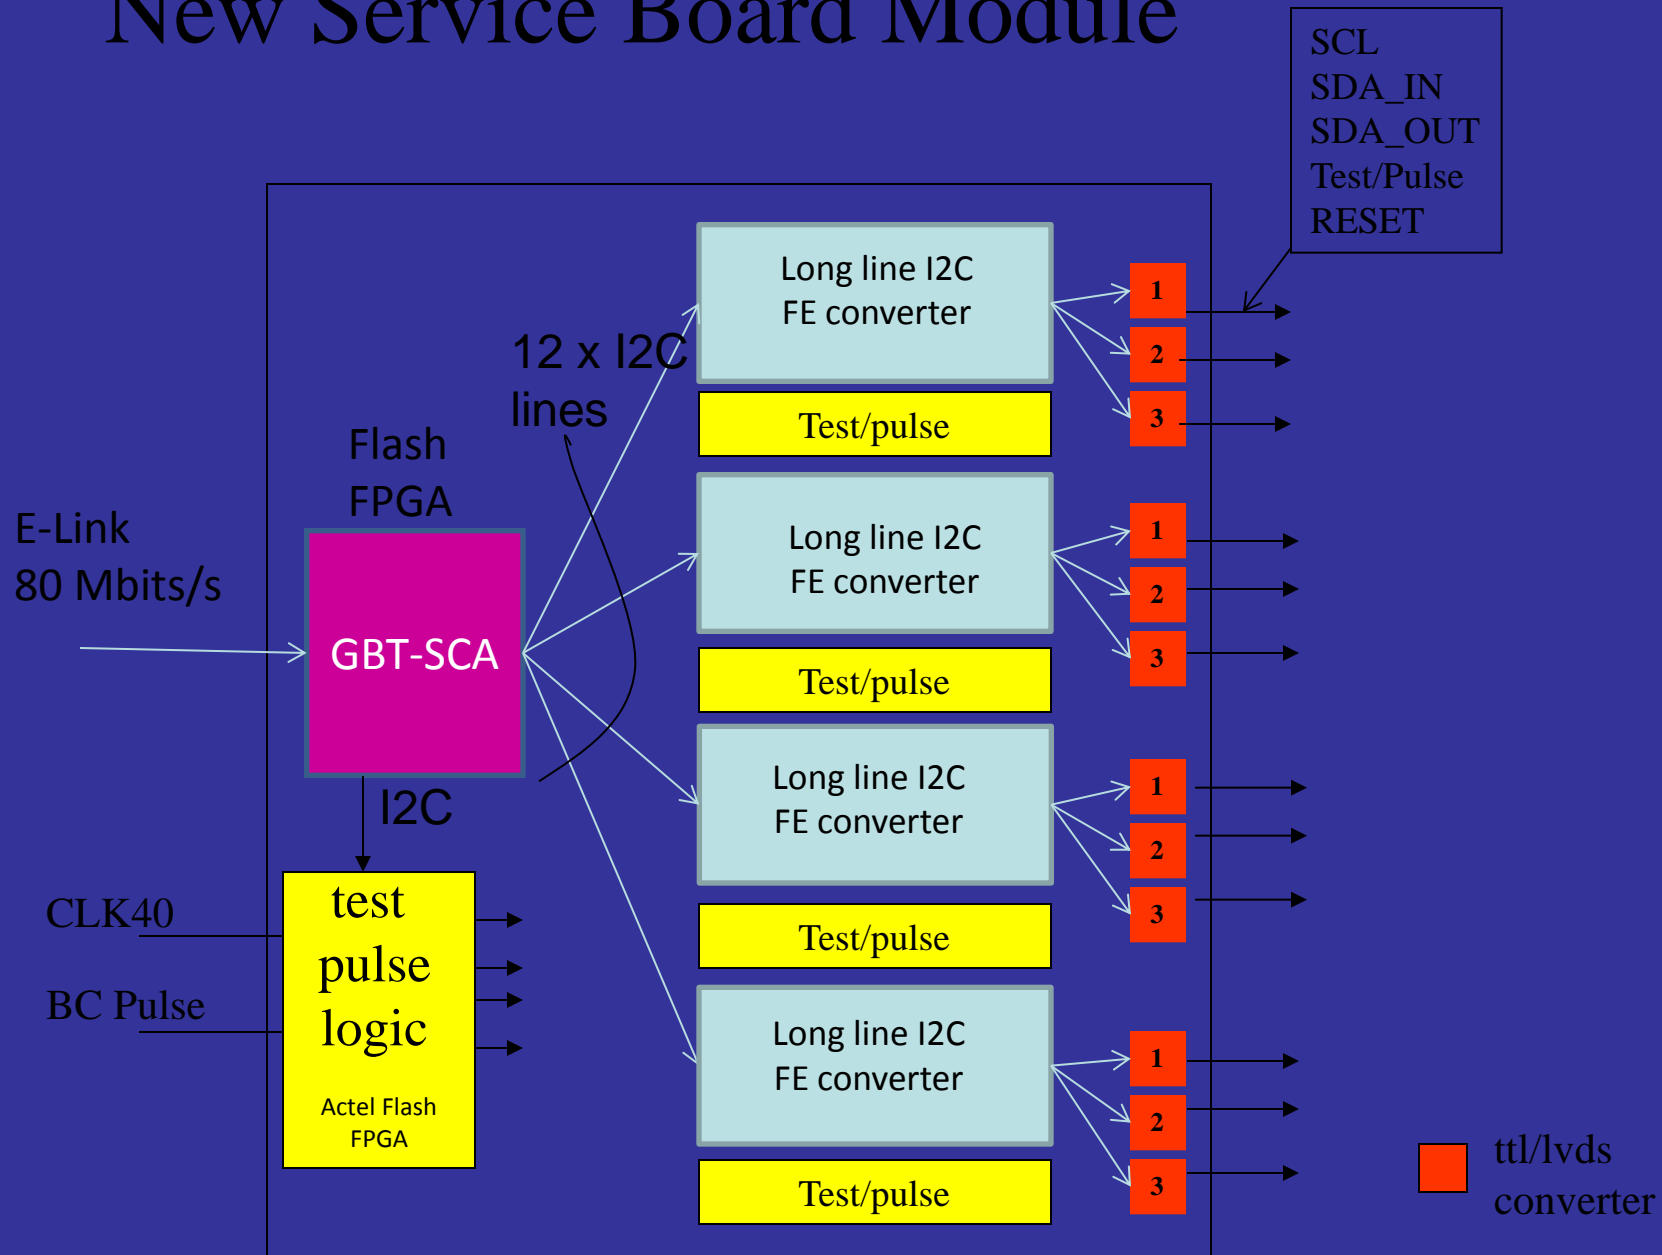 New Service Board Module
SCL
SDA_IN
SDA_OUT
Test/Pulse
RESET
Long line I2C
FE converter
1
2
3
12 x I2C
lines
Test/pulse
Flash
FPGA
E-Link
80 Mbits/s
GBT-SCA
Long line I2C
FE converter
1
2
3
Test/pulse
I2C
Long line I2C
FE converter
1
2
3
Test/pulse
CLK40
BC Pulse
test
pulse
logic
Actel Flash
FPGA
Long line I2C
FE converter
1
2
3
Test/pulse
ttl/lvds
converter